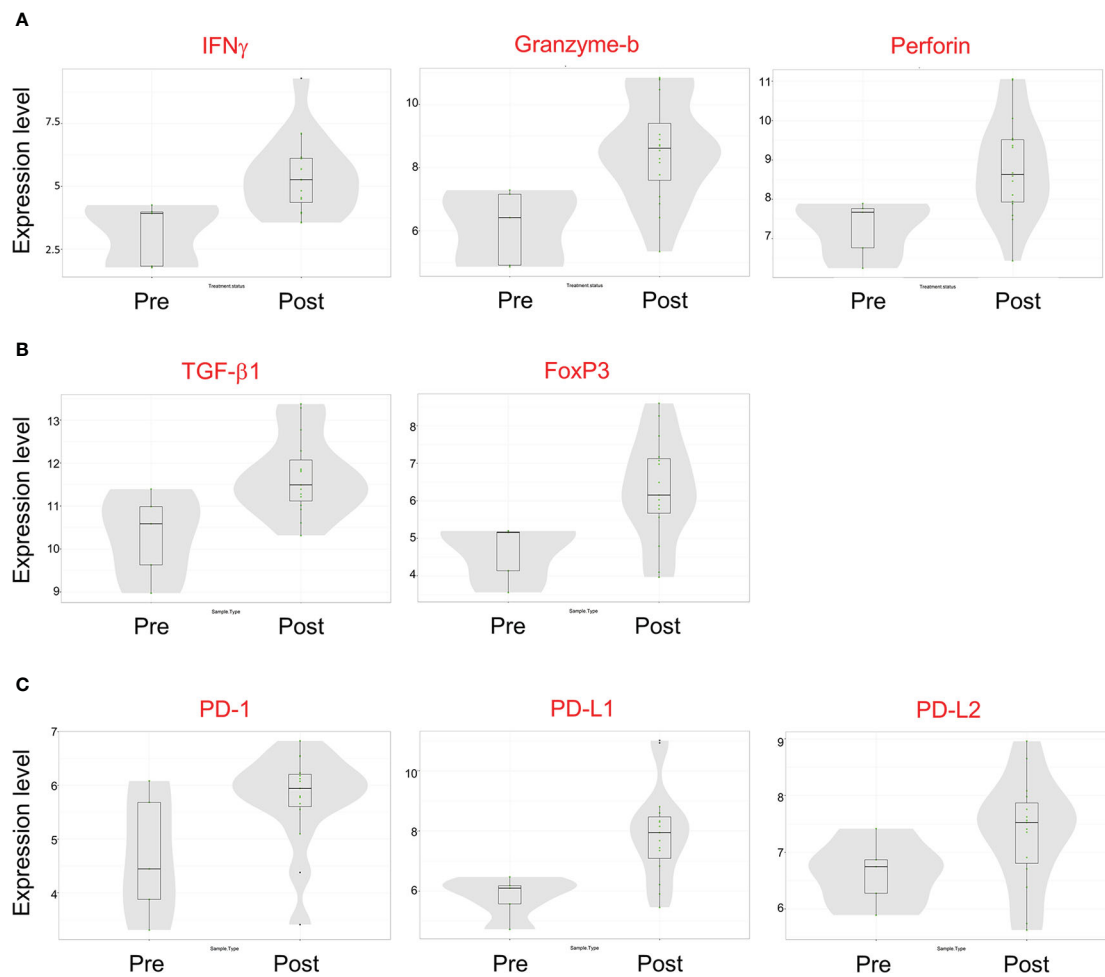 A
IFNγ Granzyme-b Perforin
Expression level
7.5
5
2.5
10
8
6
11
10
9
8
7
Treatment.status Treatment.status Treatment.status
Pre Post Pre Post Pre Post
B
TGF-β1 FoxP3
Expression level
13
12
11
10
9
8
7
6
5
4
Sample.Type Sample.Type
Pre Post Pre Post
C
PD-1 PD-L1 PD-L2
Expression level
7
6
5
4
10
8
6
9
8
7
6
Sample.Type Sample.Type Sample.Type
Pre Post Pre Post Pre Post